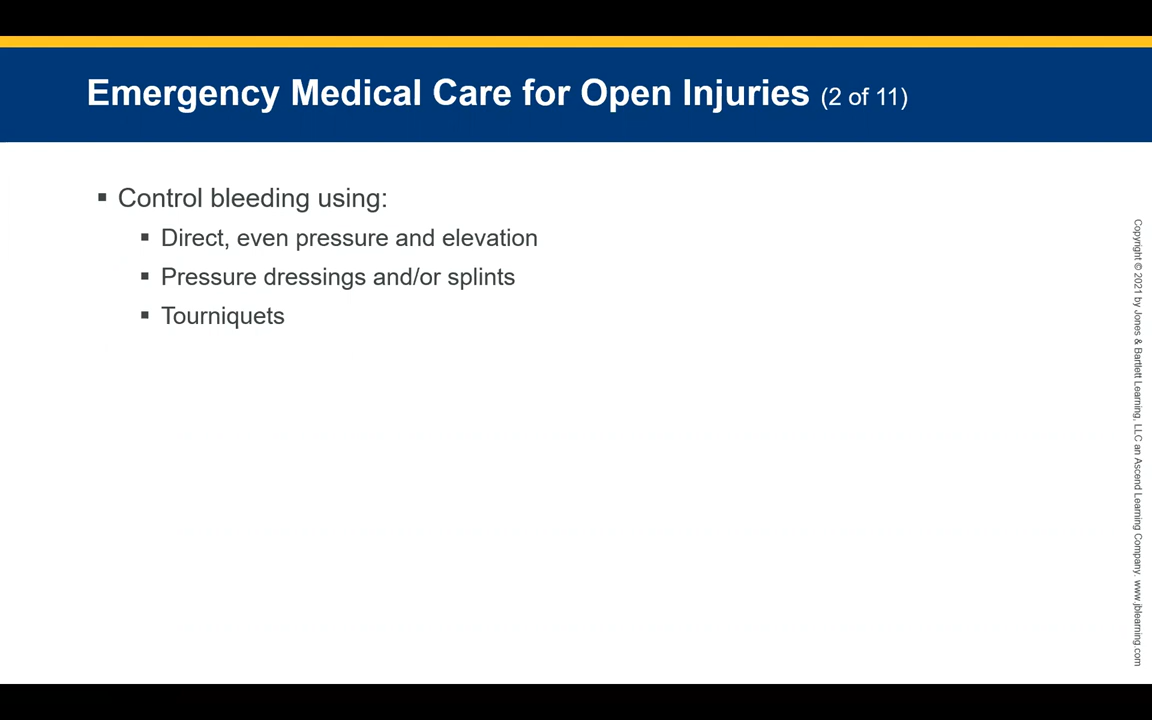 Emergency Medical Care for Open Injuries (2 of 11)
▪ Control bleeding using:
▪ Direct, even pressure and elevation
▪ Pressure dressings and/or splints
▪ Tourniquets
Copyright © 2021 by Jones & Bartlett Learning, LLC an Ascend Learning Company. www.jblearning.com